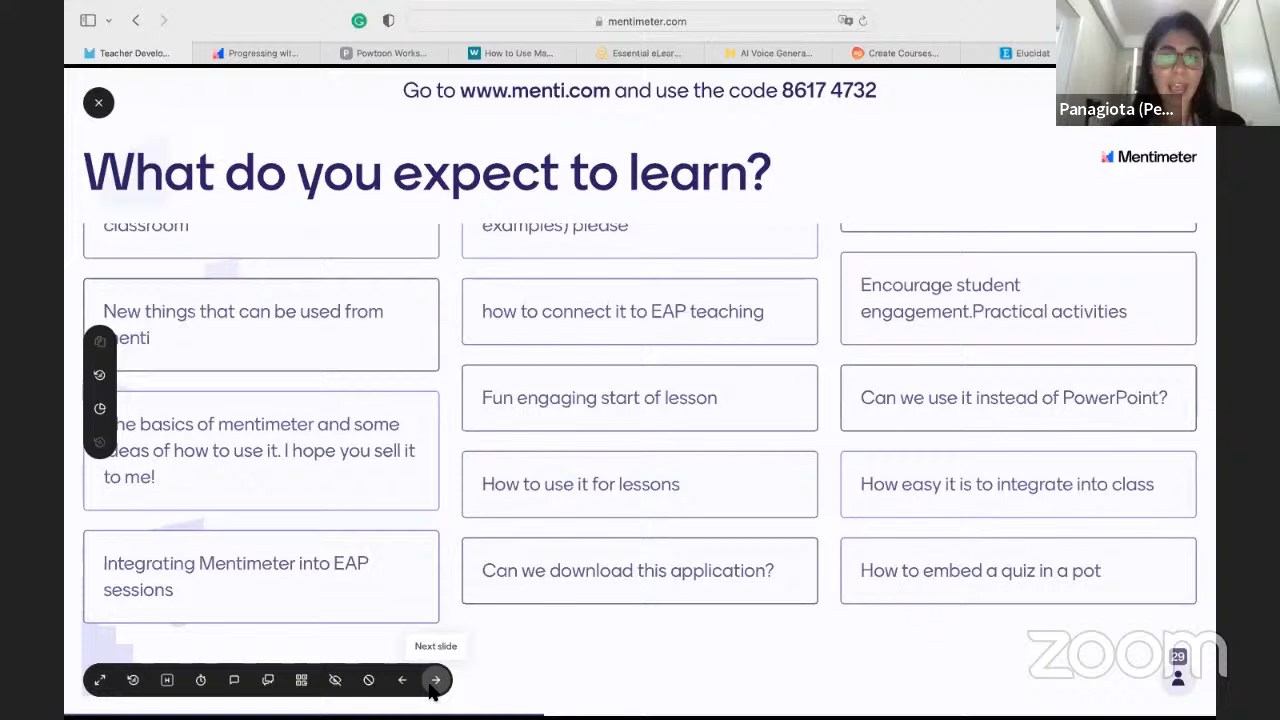 mentimeter.com
Teacher Develo...
Progressing wit...
Powtoon Works...
How to Use Ma...
Essential eLear...
AI Voice Genera...
Create Courses...
Elucidat
Panagiota (Pe...
Go to www.menti.com and use the code 8617 4732
Mentimeter
What do you expect to learn?
classroom
New things that can be used from
enti
he basics of mentimeter and some
deas of how to use it. I hope you sell it
to me!
Integrating Mentimeter into EAP
sessions
examples) please
how to connect it to EAP teaching
Fun engaging start of lesson
How to use it for lessons
Can we download this application?
Encourage student
engagement.Practical activities
Can we use it instead of PowerPoint?
How easy it is to integrate into class
How to embed a quiz in a pot
Next slide
29
zoom